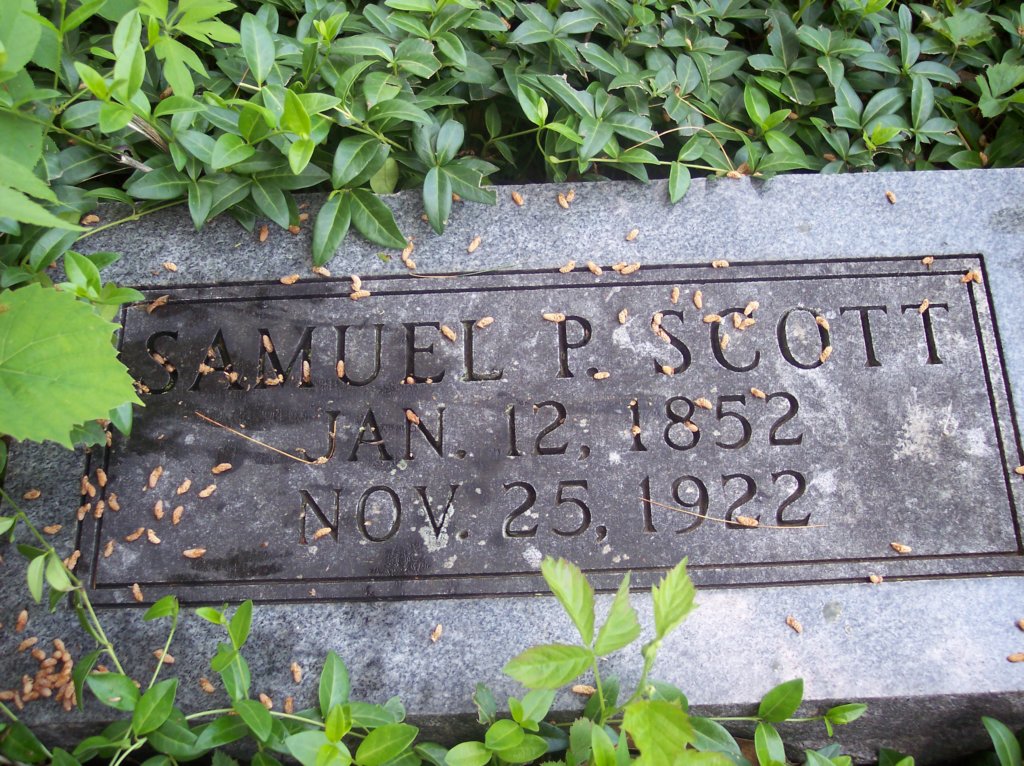 SAMUEL P. SCOTT
JAN. 12, 1852
NOV. 25, 1922